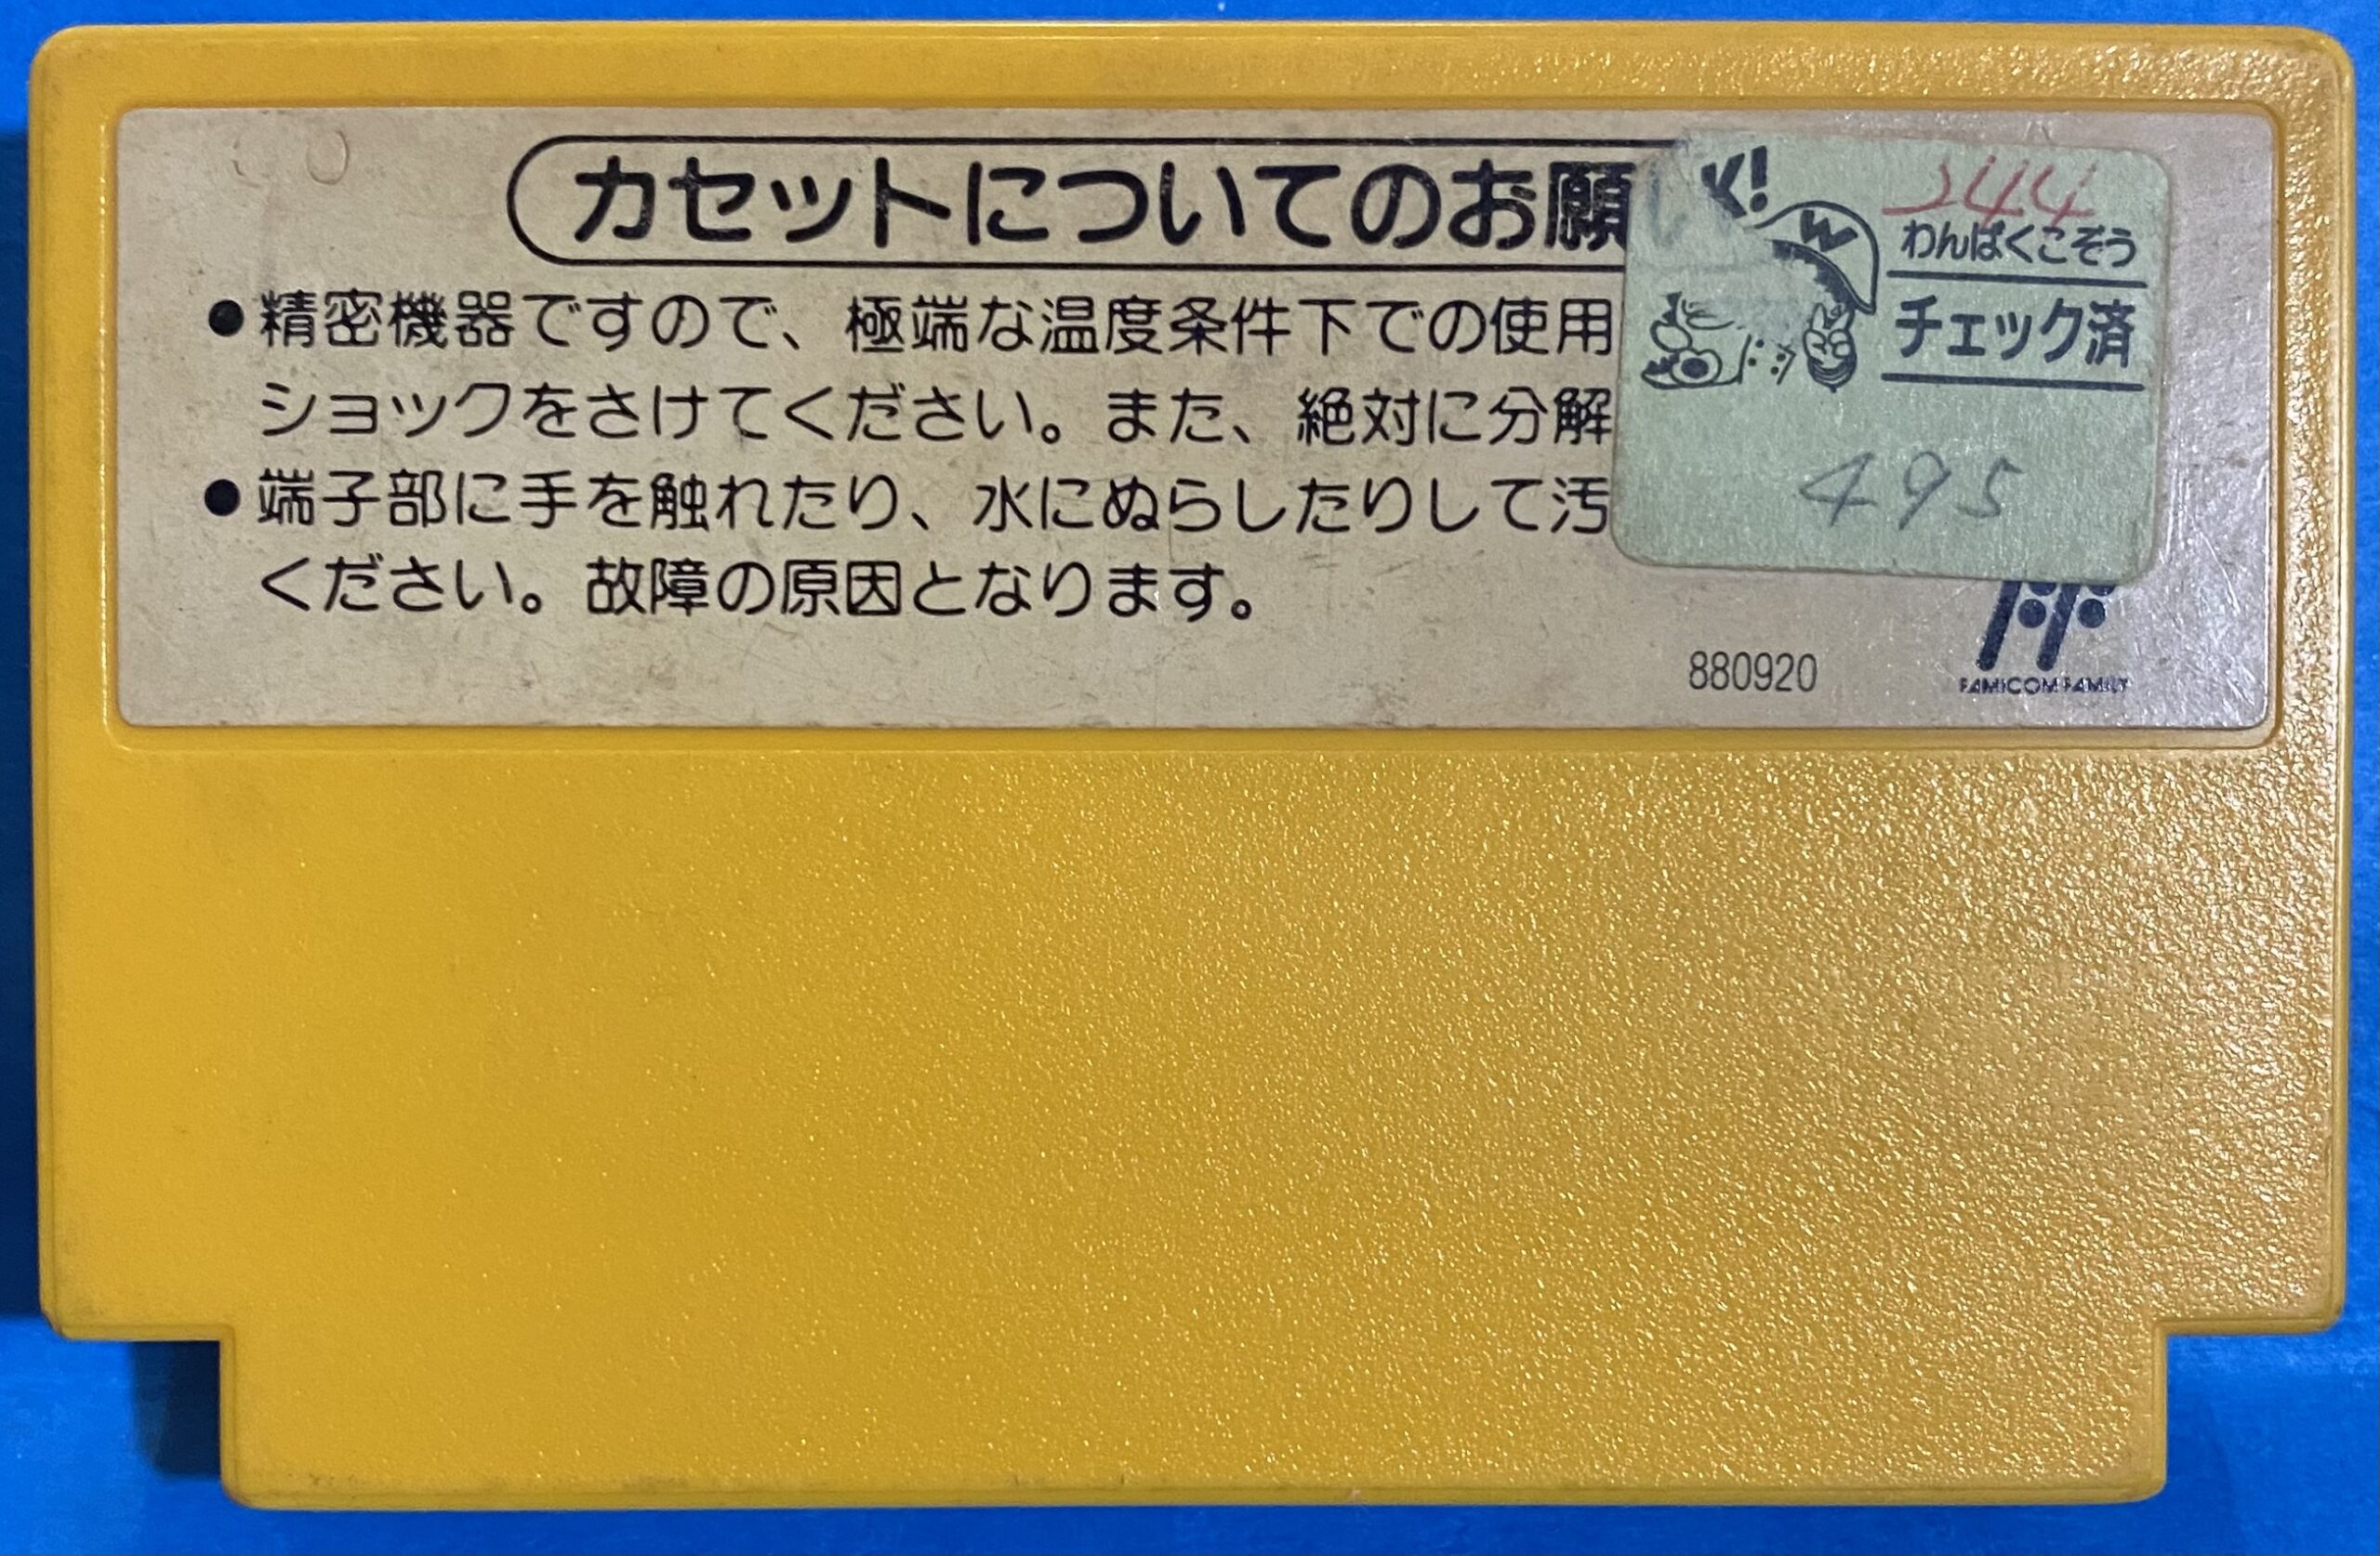 カセットについてのお願
●精密機器ですので、極端な温度条件下での使用
ショックをさけてください。また、絶対に分解
●端子部に手を触れたり、水にぬらしたりして汚
ください。故障の原因となります。
880920
FAMICOM FAMILY
K!
W
わんぱくこぞう
チェック済
495